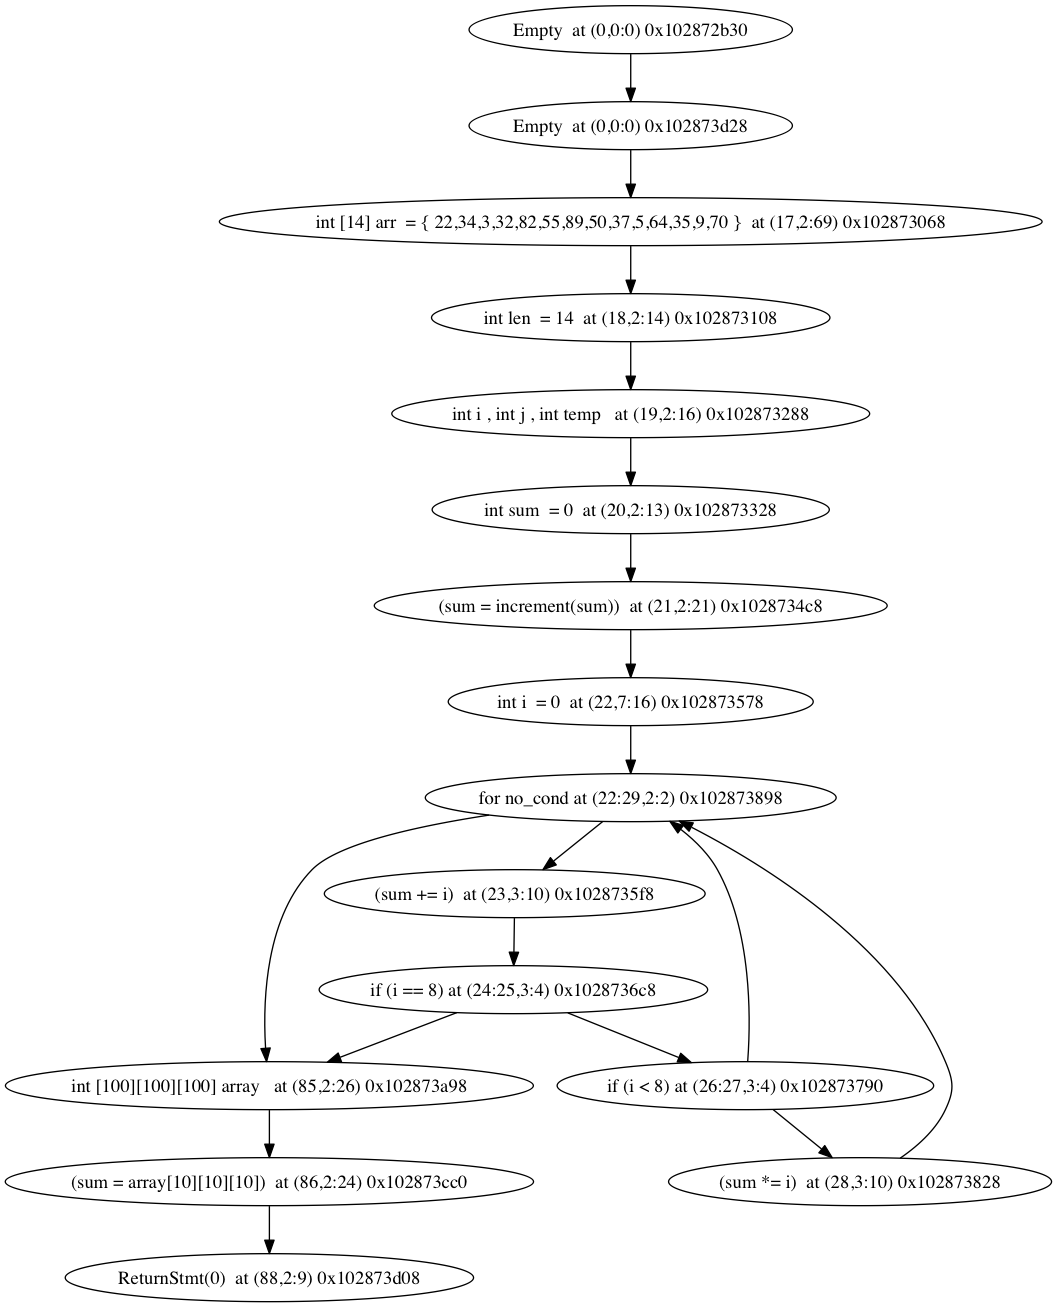 Empty at (0,0:0) 0x102872b30
Empty at (0,0:0) 0x102873d28
int [14] arr = { 22,34,3,32,82,55,89,50,37,5,64,35,9,70 } at (17,2:69) 0x102873068
int len = 14 at (18,2:14) 0x102873108
int i , int j , int temp at (19,2:16) 0x102873288
int sum = 0 at (20,2:13) 0x102873328
(sum = increment(sum)) at (21,2:21) 0x1028734c8
int i = 0 at (22,7:16) 0x102873578
for no_cond at (22:29,2:2) 0x102873898
(sum += i) at (23,3:10) 0x1028735f8
if (i == 8) at (24:25,3:4) 0x1028736c8
int [100][100][100] array at (85,2:26) 0x102873a98
if (i < 8) at (26:27,3:4) 0x102873790
(sum = array[10][10][10]) at (86,2:24) 0x102873cc0
(sum *= i) at (28,3:10) 0x102873828
ReturnStmt(0) at (88,2:9) 0x102873d08